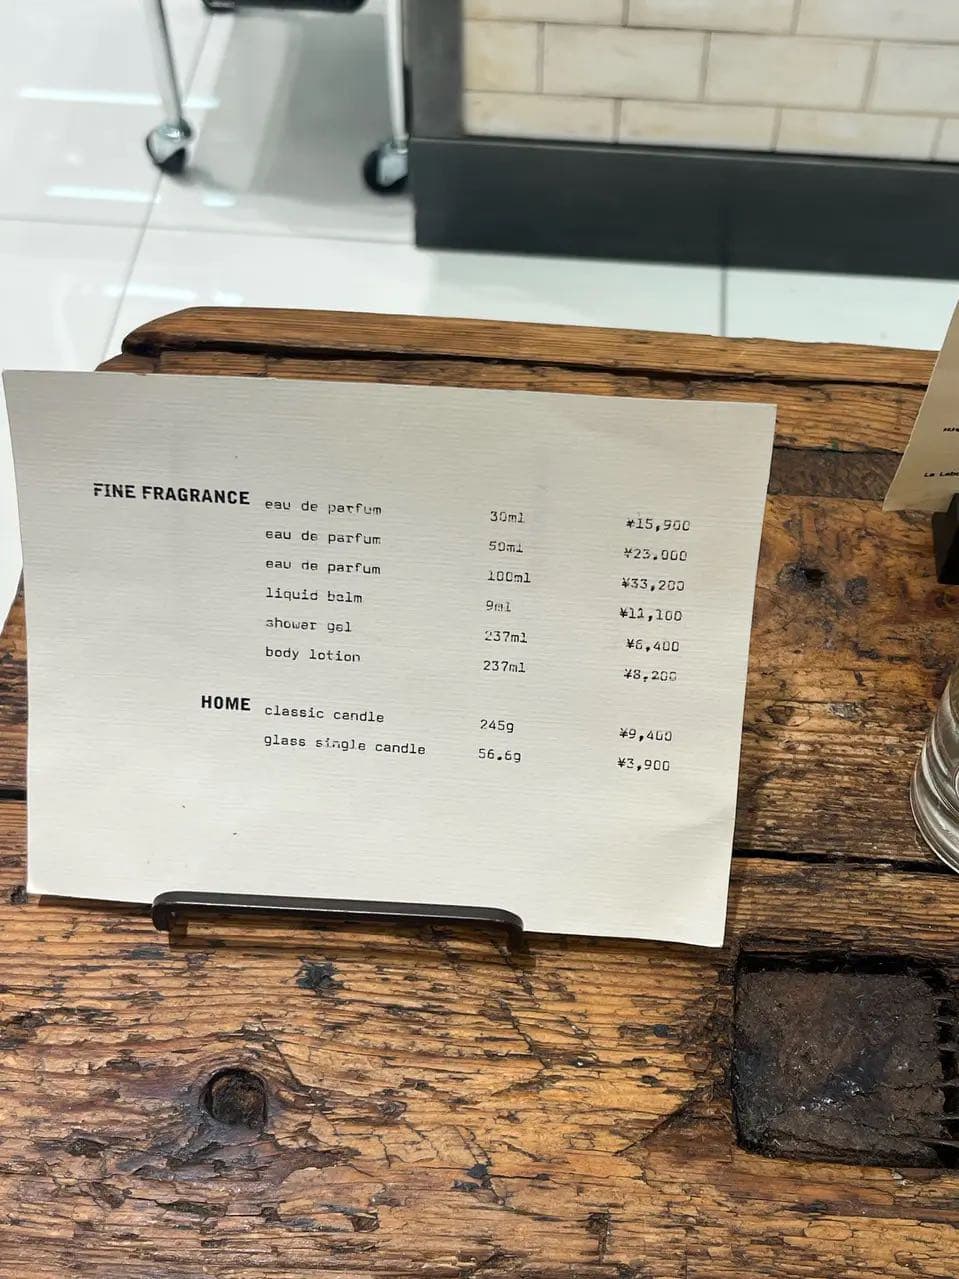 FINE FRAGRANCE eau de parfum 30ml ¥15,900
eau de parfum 50ml ¥23,000
eau de parfum 100ml ¥33,200
liquid balm 9ml ¥11,100
shower gel 237ml ¥6,400
body lotion 237ml ¥8,200
HOME classic candle 245g ¥9,400
glass single candle 56.6g ¥3,900
Le Labo